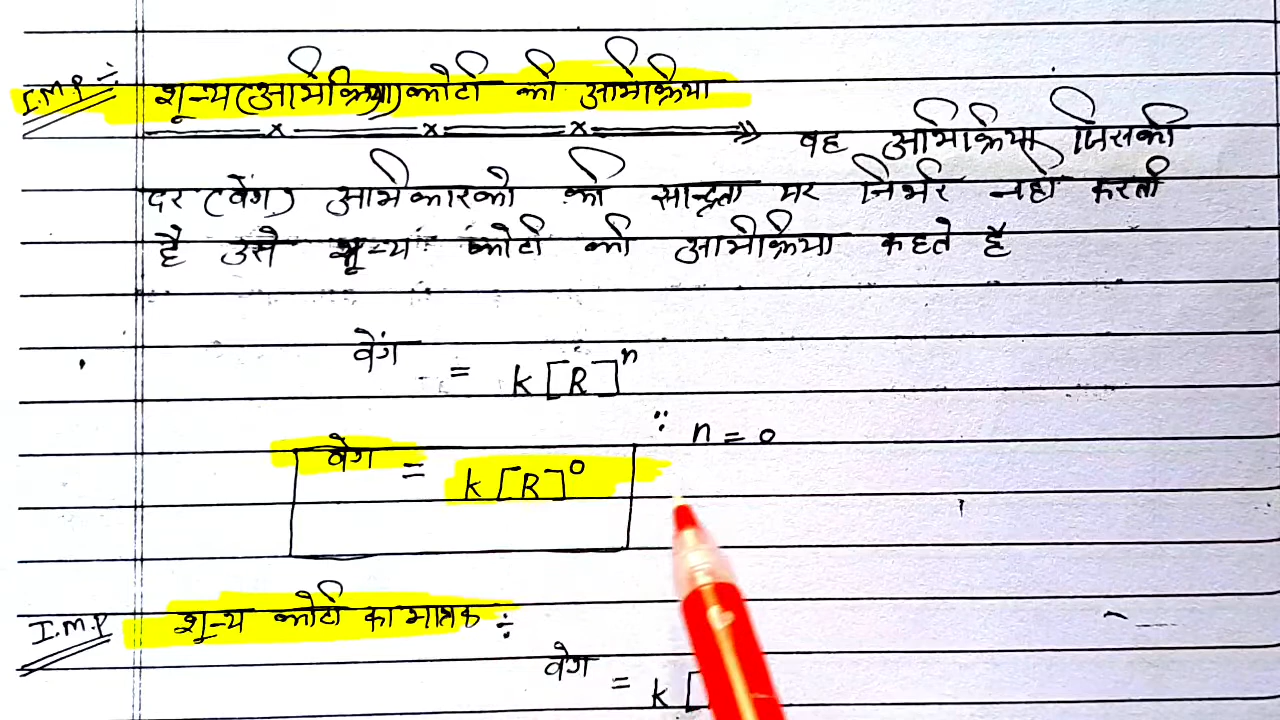 I.M.P ÷ शून्य (अभिक्रिया) कोटी की अभिक्रिया
वह अभिक्रिया जिसकी
दर (वेंग) अभिकारको की सान्द्रता पर निर्भर नहीं करती
है उसे शून्य कोटी की अभिक्रिया कहते है
वेंग = k [R]ⁿ
∵ n = 0
वेग = k [R]⁰
I.M.P शून्य कोटी का मात्रक ÷
वेग = k [